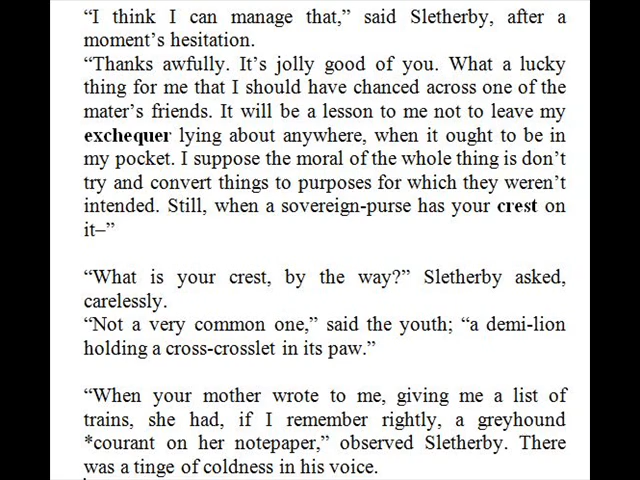 “I think I can manage that,” said Sletherby, after a
moment’s hesitation.
“Thanks awfully. It’s jolly good of you. What a lucky
thing for me that I should have chanced across one of the
mater’s friends. It will be a lesson to me not to leave my
exchequer lying about anywhere, when it ought to be in
my pocket. I suppose the moral of the whole thing is don’t
try and convert things to purposes for which they weren’t
intended. Still, when a sovereign-purse has your crest on
it–”
“What is your crest, by the way?” Sletherby asked,
carelessly.
“Not a very common one,” said the youth; “a demi-lion
holding a cross-crosslet in its paw.”
“When your mother wrote to me, giving me a list of
trains, she had, if I remember rightly, a greyhound
*courant on her notepaper,” observed Sletherby. There
was a tinge of coldness in his voice.